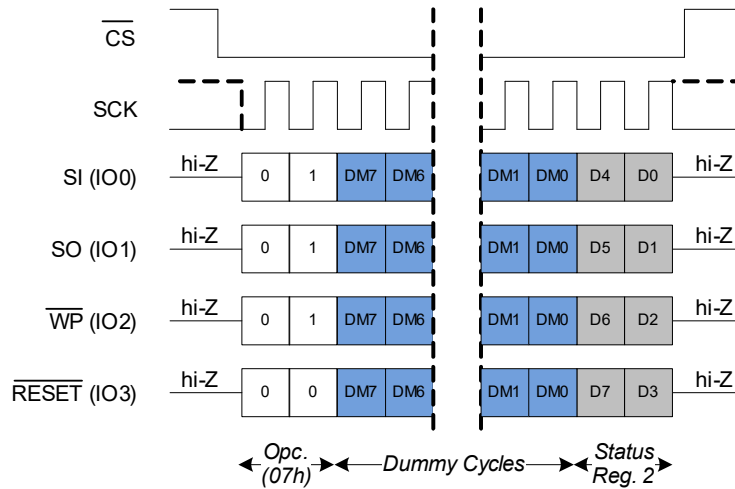 CS
SCK
SI (IO0) hi-Z 0 1 DM7 DM6 DM1 DM0 D4 D0 hi-Z
SO (IO1) hi-Z 0 1 DM7 DM6 DM1 DM0 D5 D1 hi-Z
WP (IO2) hi-Z 0 1 DM7 DM6 DM1 DM0 D6 D2 hi-Z
RESET (IO3) hi-Z 0 0 DM7 DM6 DM1 DM0 D7 D3 hi-Z
Opc.
(07h)
Dummy Cycles
Status
Reg. 2